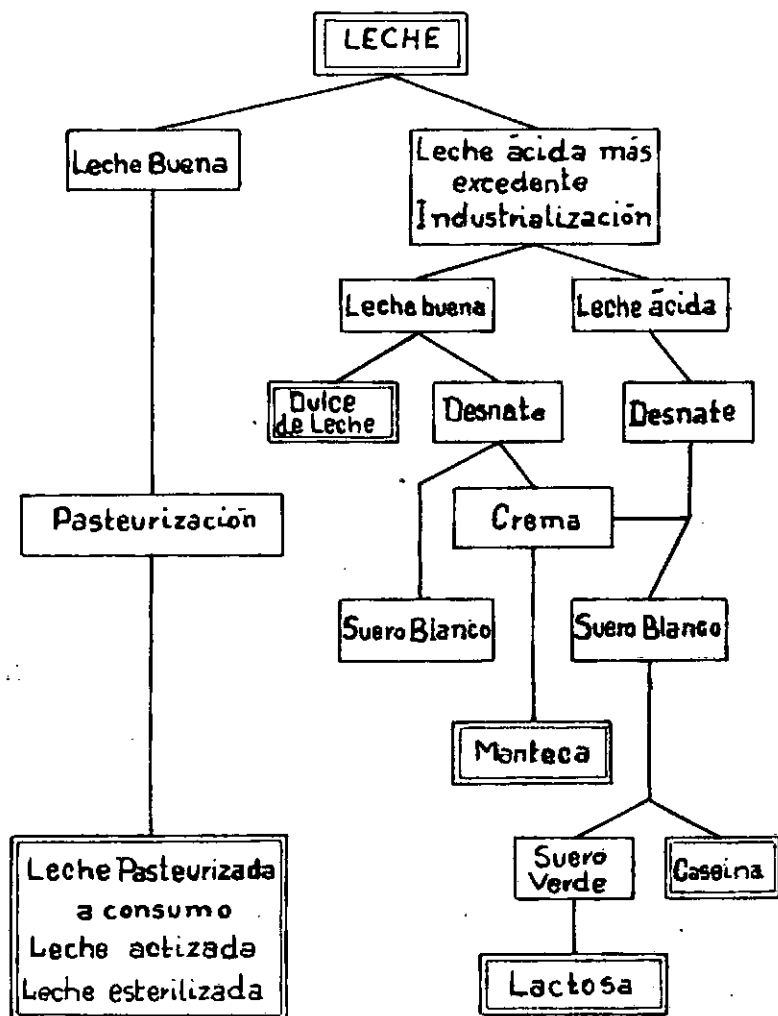 LECHE
Leche Buena
Leche ácida más
excedente
Industrialización
Leche buena
Leche ácida
Dulce
de Leche
Desnate
Desnate
Pasteurización
Crema
Suero Blanco
Suero Blanco
Manteca
Leche Pasteurizada
a consumo
Leche actizada
Leche esterilizada
Suero
Verde
Caseina
Lactosa